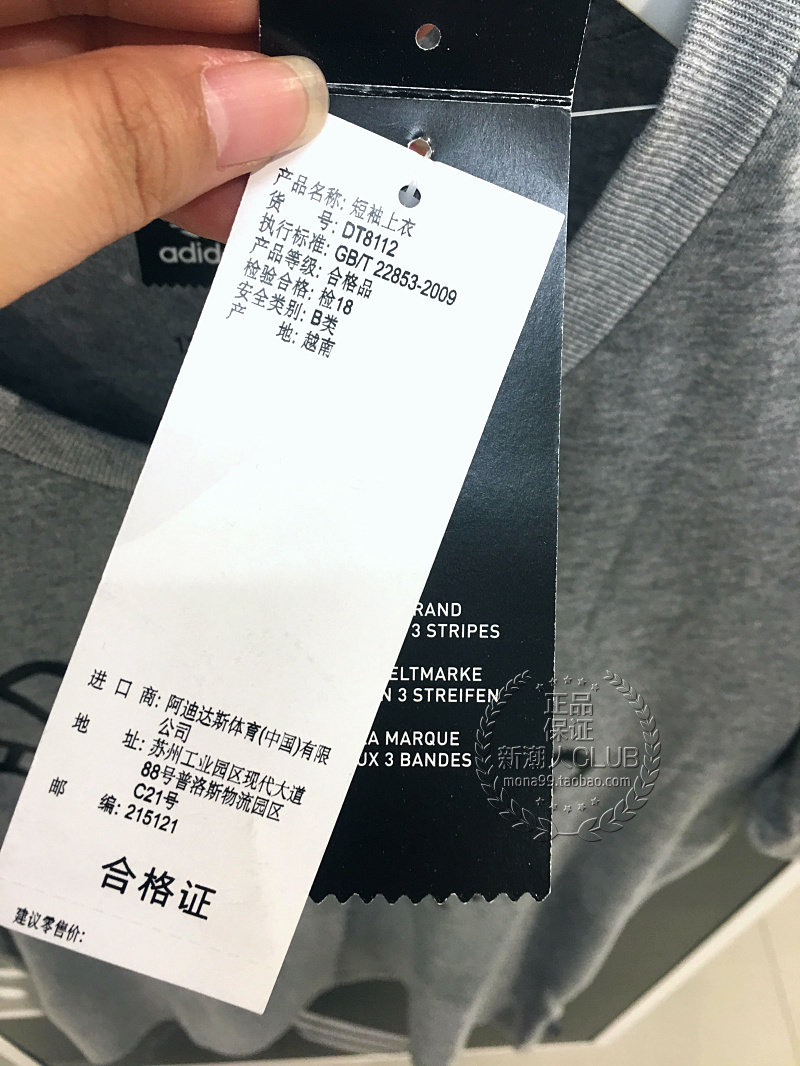 产品名称: 短袖上衣
货 号: DT8112
执行标准: GB/T 22853-2009
产品等级: 合格品
检验合格: 检18
安全类别: B类
产 地: 越南
adid
RAND
3 STRIPES
ELTMARKE
N 3 STREIFEN
A MARQUE
UX 3 BANDES
进 口 商: 阿迪达斯体育(中国)有限
公司
地 址: 苏州工业园区现代大道
88号普洛斯物流园区
C21号
邮 编: 215121
合格证
建议零售价:
正品
保证
新潮人CLUB
mona99.taobao.com